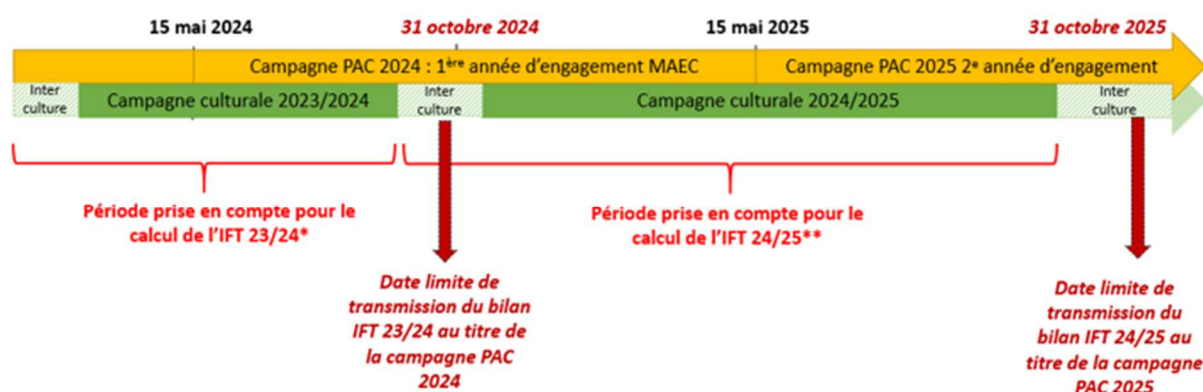 15 mai 2024
31 octobre 2024
15 mai 2025
31 octobre 2025
Campagne PAC 2024 : 1ère année d'engagement MAEC
Campagne PAC 2025 2e année d'engagement
Inter
culture
Campagne culturale 2023/2024
Inter
culture
Campagne culturale 2024/2025
Inter
culture
Période prise en compte pour le
calcul de l'IFT 23/24*
Période prise en compte pour le
calcul de l'IFT 24/25**
Date limite de
transmission du bilan
IFT 23/24 au titre de
la campagne PAC
2024
Date limite de
transmission du
bilan IFT 24/25 au
titre de la campagne
PAC 2025